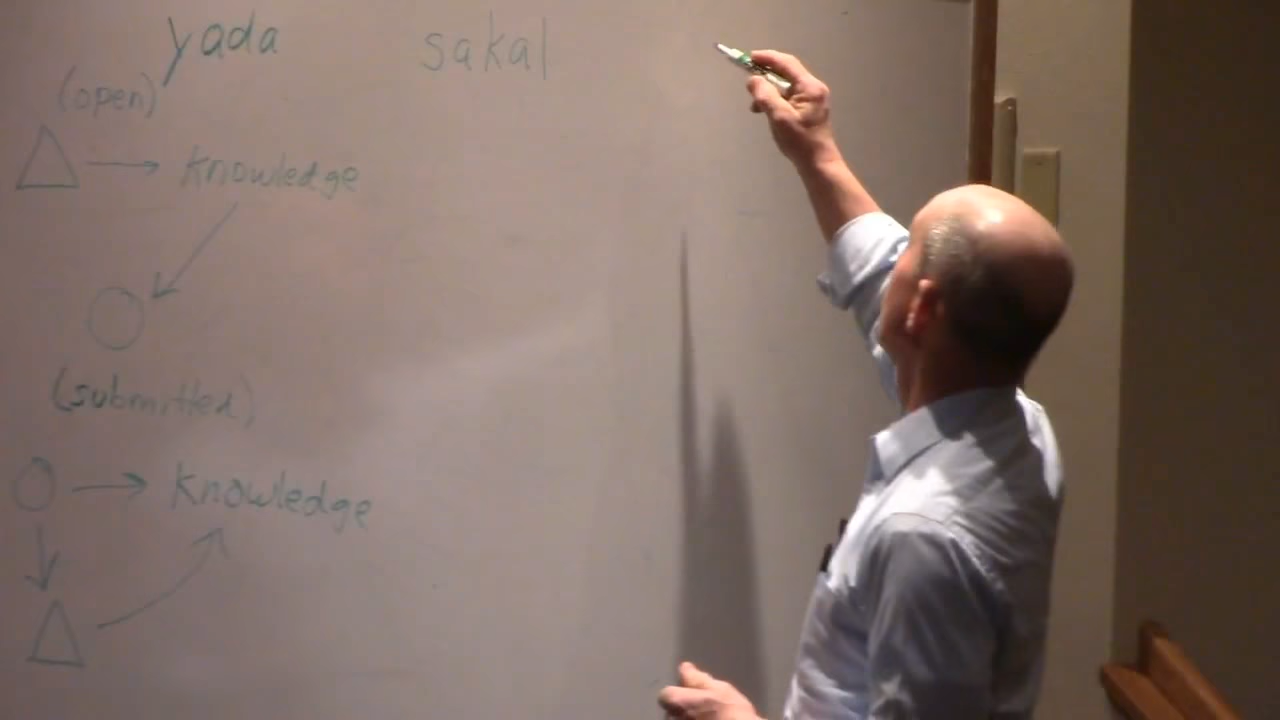 yada sakal
(open)
knowledge
(submitted)
knowledge